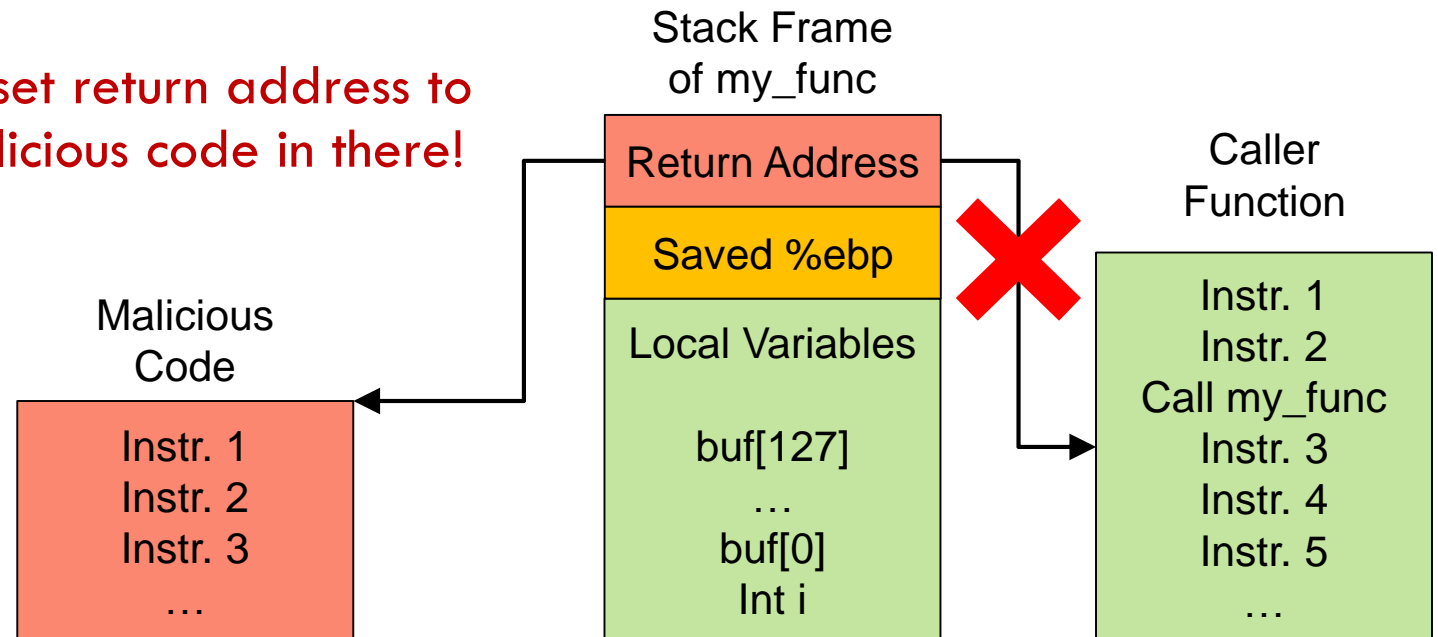 set return address to
licious code in there!
Stack Frame
of my_func
Return Address
Saved %ebp
Local Variables
buf[127]
…
buf[0]
Int i
Malicious
Code
Instr. 1
Instr. 2
Instr. 3
…
Caller
Function
Instr. 1
Instr. 2
Call my_func
Instr. 3
Instr. 4
Instr. 5
…